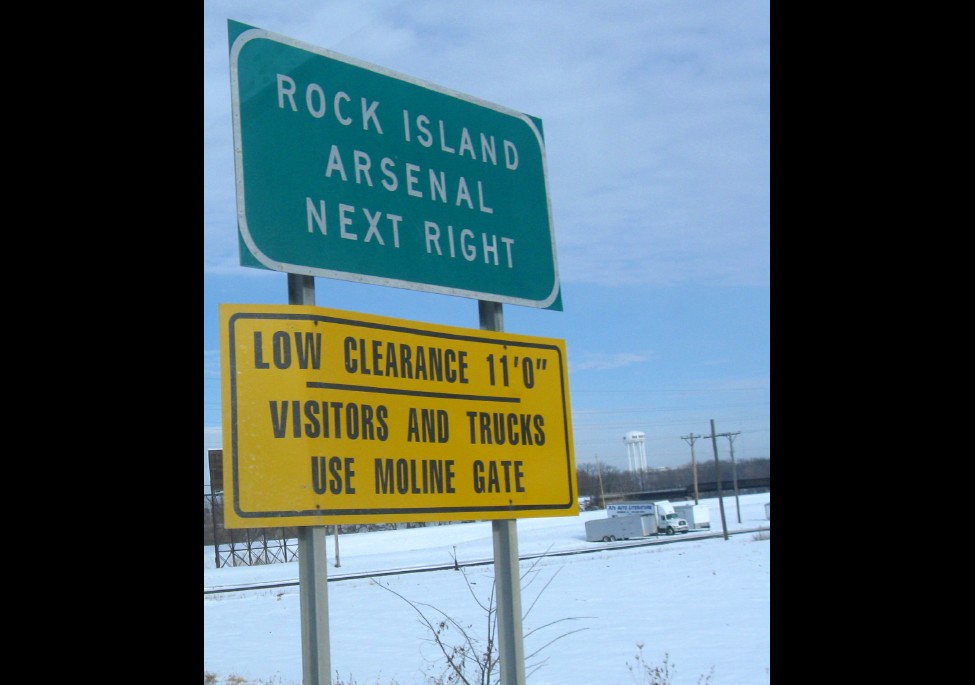 ROCK ISLAND
ARSENAL
NEXT RIGHT
LOW CLEARANCE 11'0"
VISITORS AND TRUCKS
USE MOLINE GATE